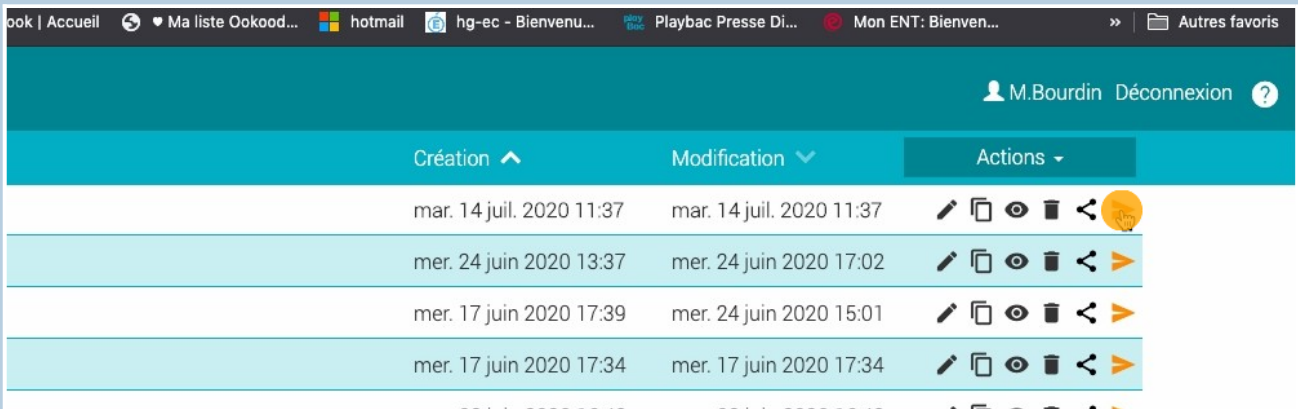 ook | Accueil ♥ Ma liste Ookood... hotmail hg-ec - Bienvenu... play Bac Playbac Presse Di... Mon ENT: Bienven... » Autres favoris
M.Bourdin Déconnexion ?
Création Modification Actions
mar. 14 juil. 2020 11:37 mar. 14 juil. 2020 11:37
mer. 24 juin 2020 13:37 mer. 24 juin 2020 17:02
mer. 17 juin 2020 17:39 mer. 24 juin 2020 15:01
mer. 17 juin 2020 17:34 mer. 17 juin 2020 17:34